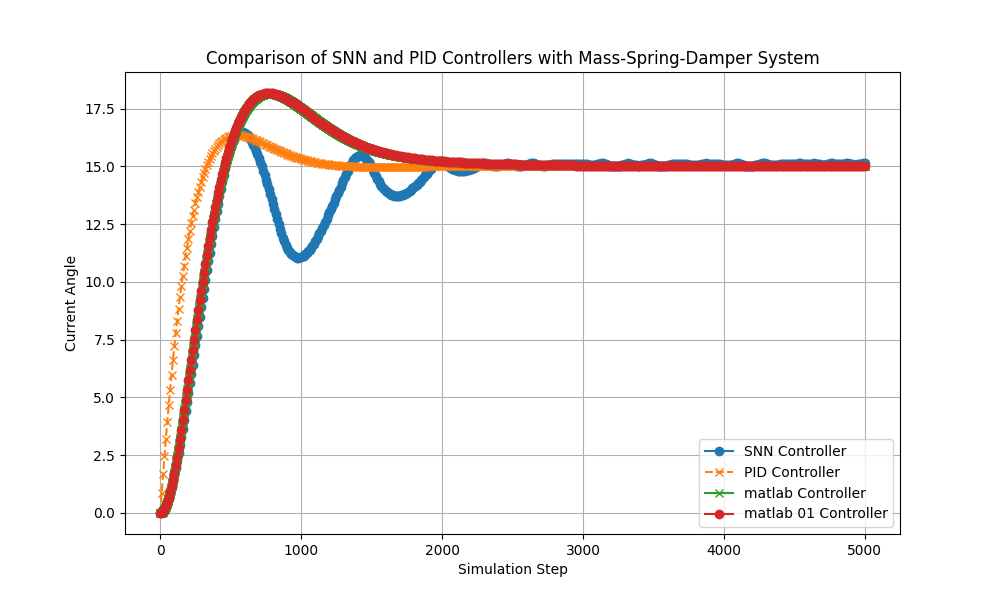 Comparison of SNN and PID Controllers with Mass-Spring-Damper System
Current Angle
17.5
15.0
12.5
10.0
7.5
5.0
2.5
0.0
SNN Controller
PID Controller
matlab Controller
matlab 01 Controller
0 1000 2000 3000 4000 5000
Simulation Step